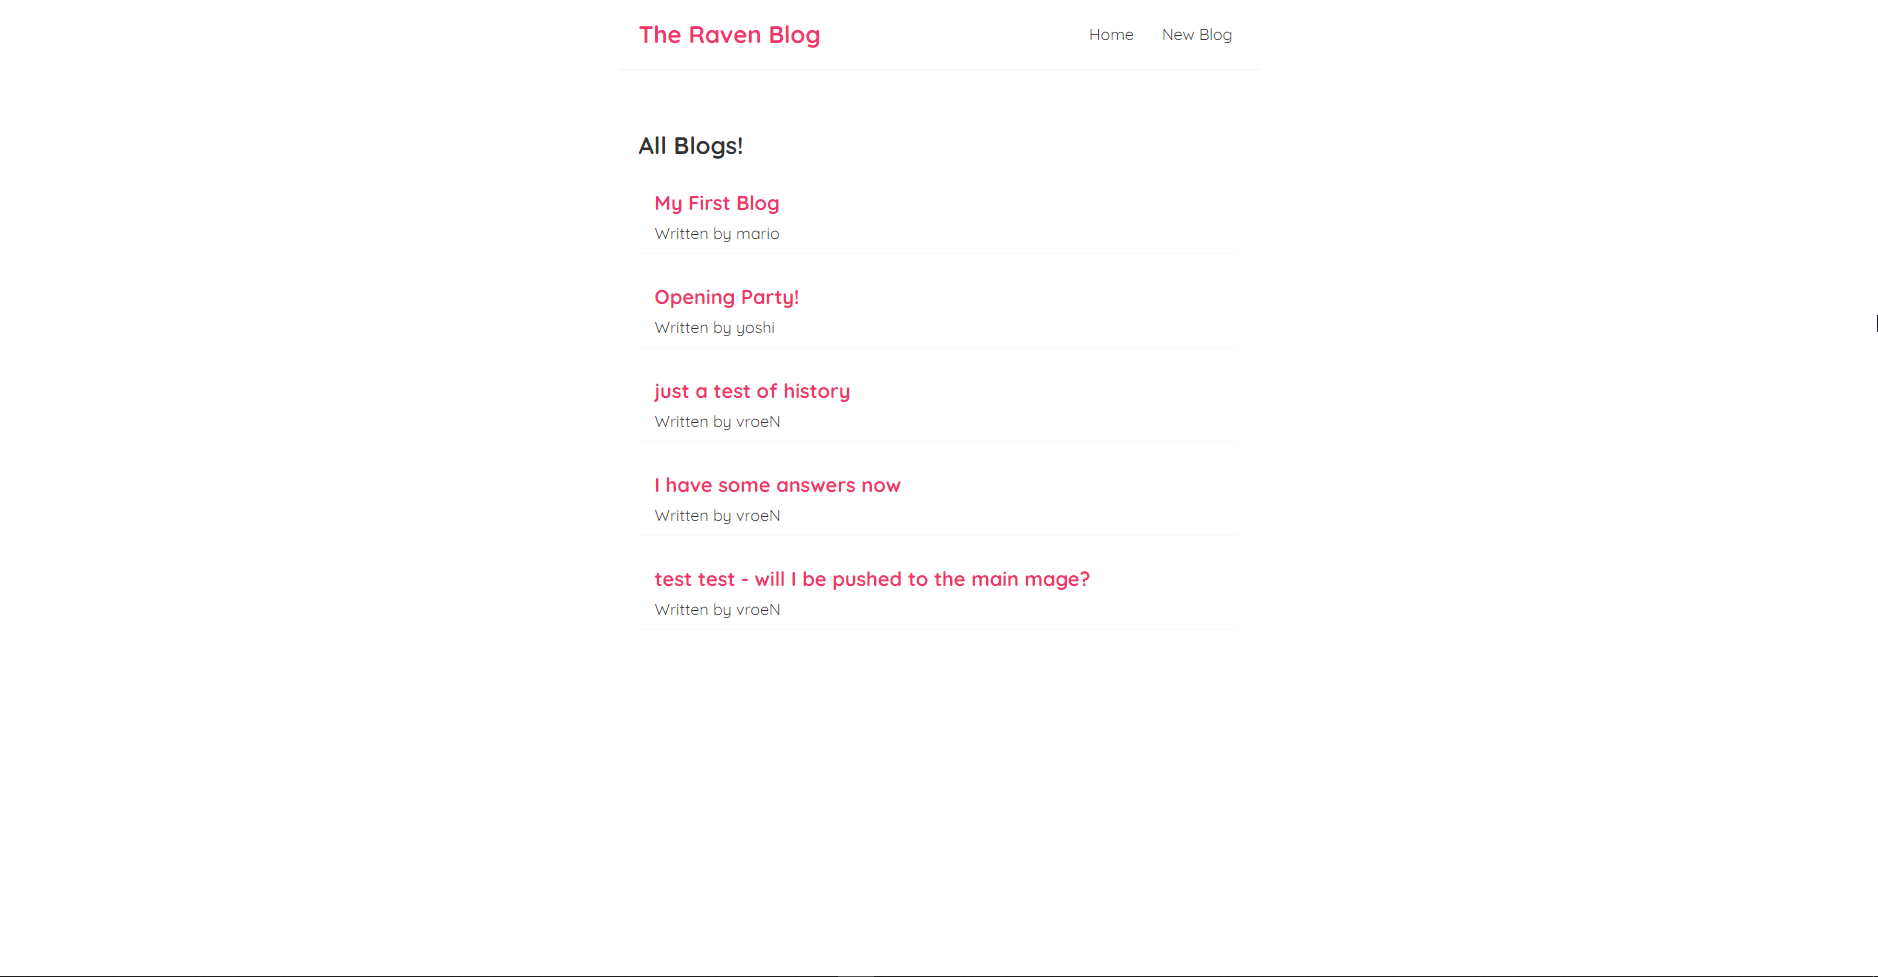 The Raven Blog
Home New Blog
All Blogs!
My First Blog
Written by mario
Opening Party!
Written by yoshi
just a test of history
Written by vroeN
I have some answers now
Written by vroeN
test test - will I be pushed to the main mage?
Written by vroeN